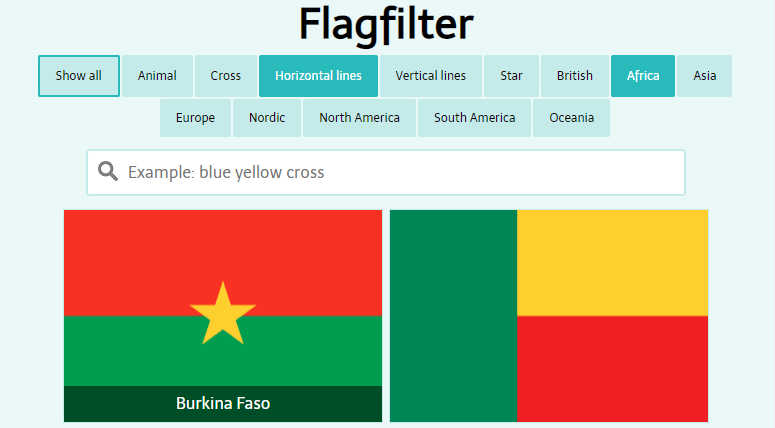 Flagfilter
Show all Animal Cross Horizontal lines Vertical lines Star British Africa Asia
Europe Nordic North America South America Oceania
Example: blue yellow cross
Burkina Faso